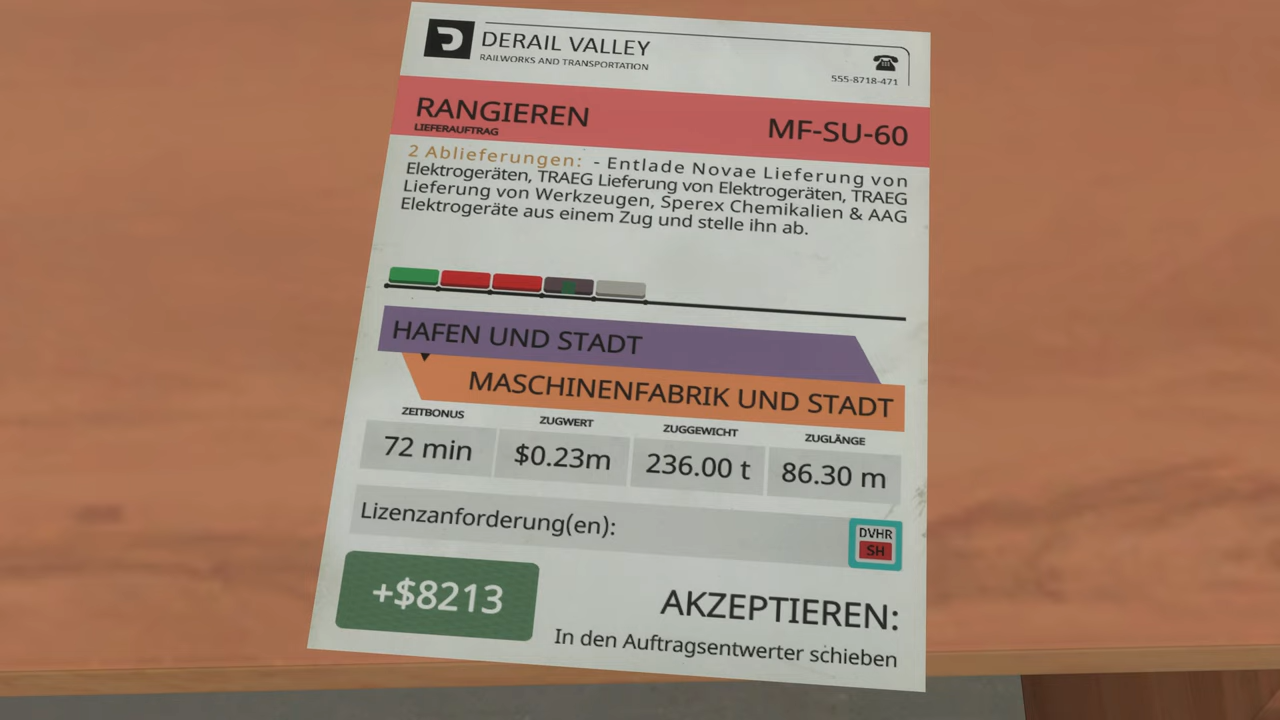 DERAIL VALLEY
RAILWORKS AND TRANSPORTATION
555-8718-471
RANGIEREN
LIEFERAUFTRAG
MF-SU-60
2 Ablieferungen: - Entlade Novae Lieferung von
Elektrogeräten, TRAEG Lieferung von Elektrogeräten, TRAEG
Lieferung von Werkzeugen, Sperex Chemikalien & AAG
Elektrogeräte aus einem Zug und stelle ihn ab.
HAFEN UND STADT
MASCHINENFABRIK UND STADT
ZEITBONUS ZUGWERT ZUGGEWICHT ZUGLÄNGE
72 min $0.23m 236.00 t 86.30 m
Lizenzanforderung(en):
DVHR
SH
+$8213
AKZEPTIEREN:
In den Auftragsentwerter schieben